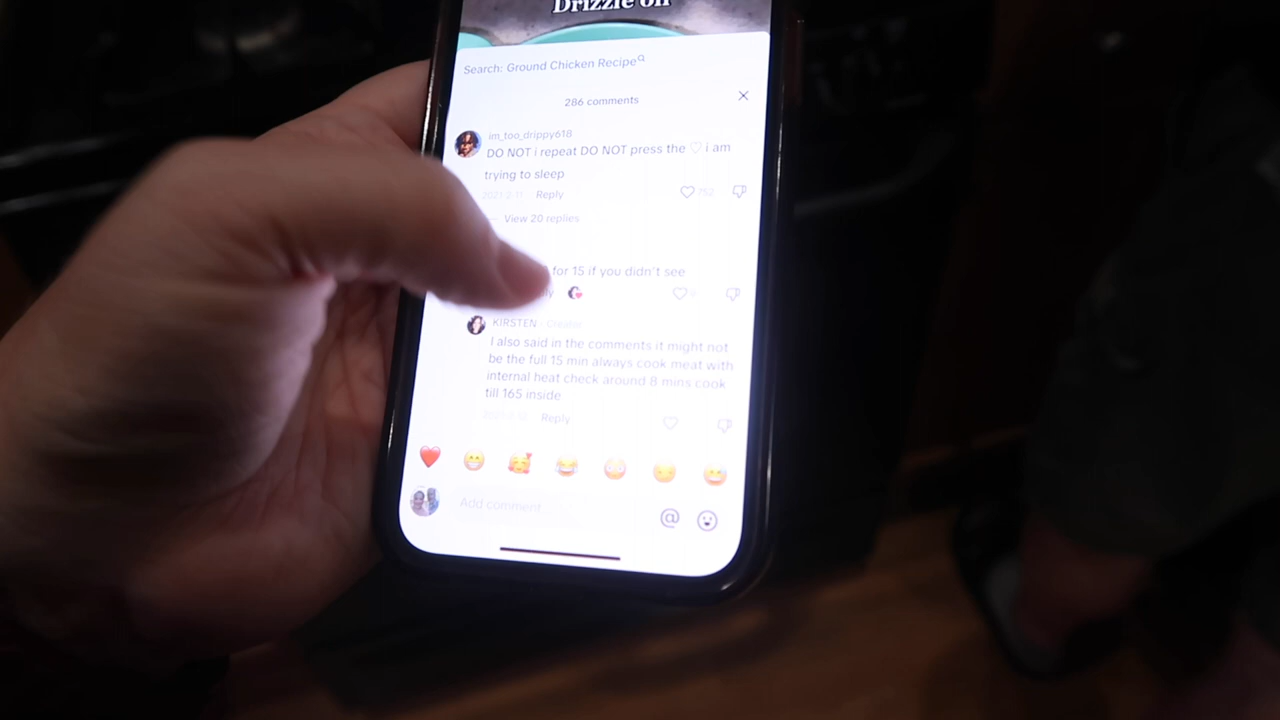 Drizzle oil
Search: Ground Chicken Recipe
286 comments
im_too_drippy618
DO NOT i repeat DO NOT press the ♡ i am
trying to sleep
Reply
752
View 20 replies
for 15 if you didn't see
KIRSTEN · Creator
I also said in the comments it might not
be the full 15 min always cook meat with
internal heat check around 8 mins cook
till 165 inside
Reply
Add comment
@